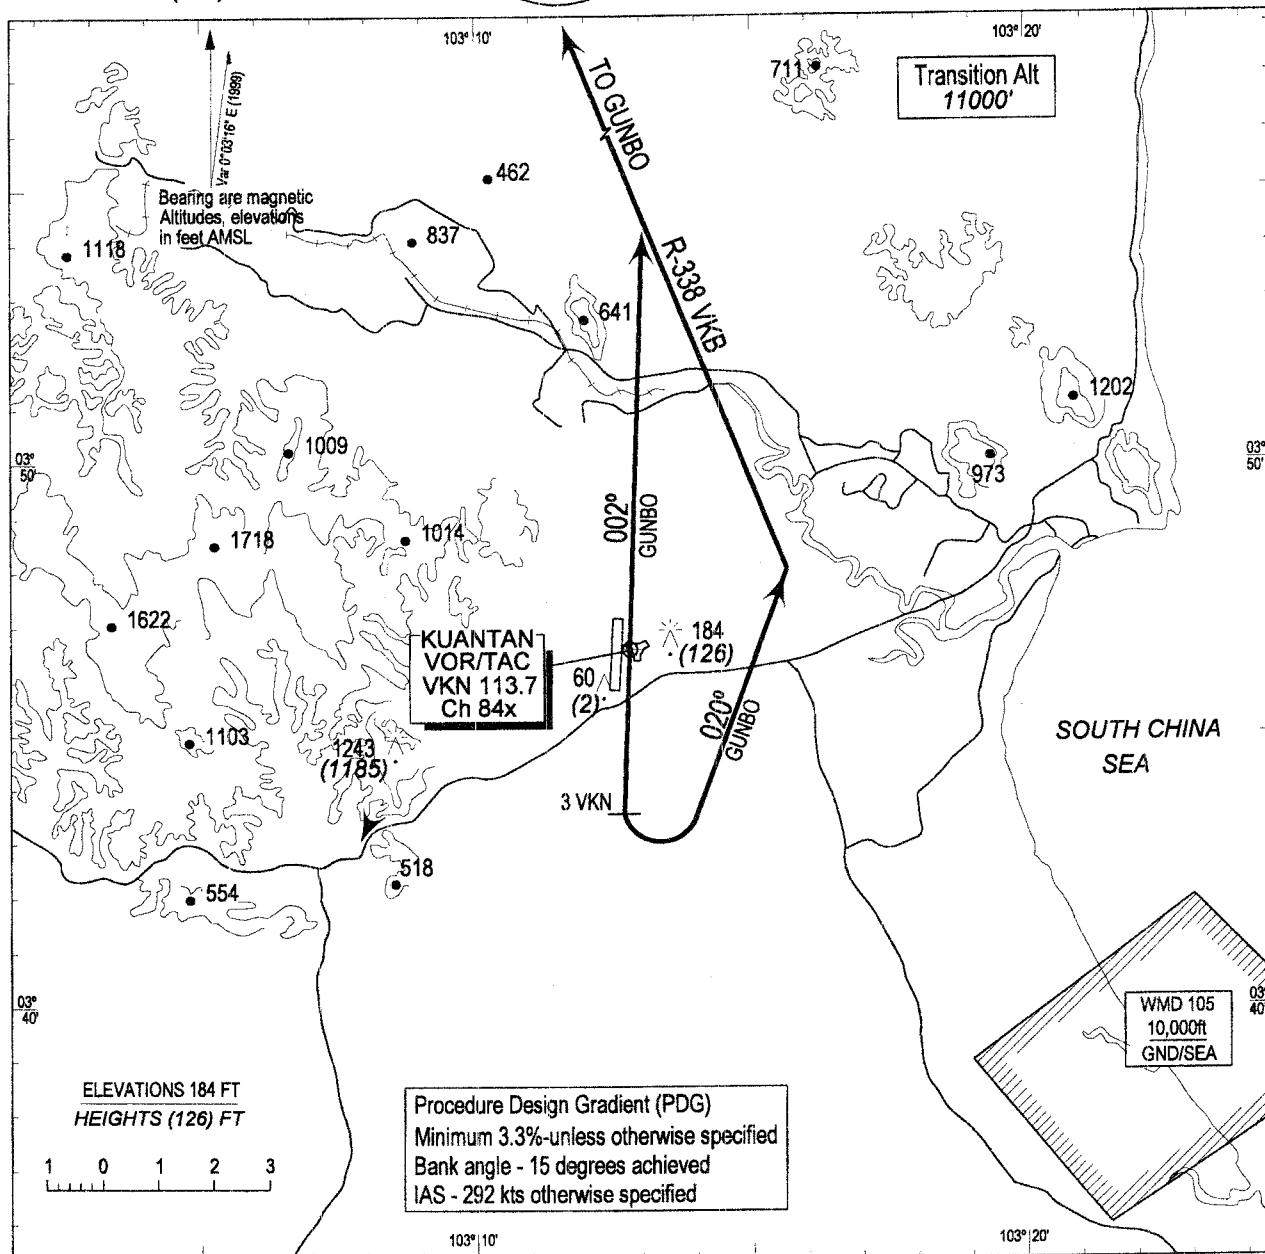 103° 10'
103° 20'
711
Transition Alt
11000'
TO GUNBO
Var 0°03'16" E (1999)
Bearing are magnetic
Altitudes, elevations
in feet AMSL
462
1118
837
R-338 VKB
641
1202
1009
03°
50'
03°
50'
973
002°
GUNBO
1718
1014
1622
KUANTAN
VOR/TAC
VKN 113.7
Ch 84x
184
(126)
60
(2)
020°
GUNBO
1103
1243
(1185)
SOUTH CHINA
SEA
3 VKN
518
554
03°
40'
WMD 105
10,000ft
GND/SEA
03°
40'
ELEVATIONS 184 FT
HEIGHTS (126) FT
1 0 1 2 3
Procedure Design Gradient (PDG)
Minimum 3.3%-unless otherwise specified
Bank angle - 15 degrees achieved
IAS - 292 kts otherwise specified
103° 10'
103° 20'